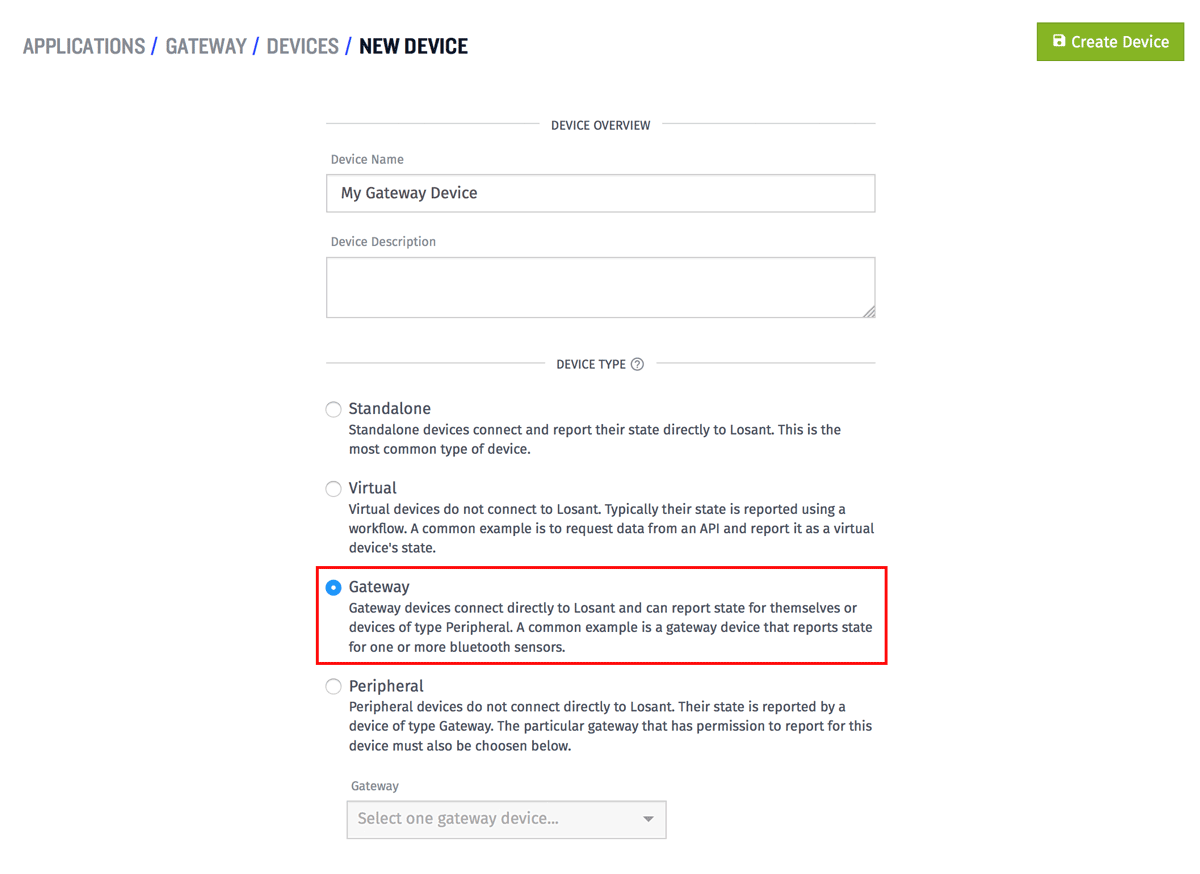 APPLICATIONS / GATEWAY / DEVICES / NEW DEVICE
Create Device
DEVICE OVERVIEW
Device Name
My Gateway Device
Device Description
DEVICE TYPE ?
Standalone
Standalone devices connect and report their state directly to Losant. This is the
most common type of device.
Virtual
Virtual devices do not connect to Losant. Typically their state is reported using a
workflow. A common example is to request data from an API and report it as a virtual
device's state.
Gateway
Gateway devices connect directly to Losant and can report state for themselves or
devices of type Peripheral. A common example is a gateway device that reports state
for one or more bluetooth sensors.
Peripheral
Peripheral devices do not connect directly to Losant. Their state is reported by a
device of type Gateway. The particular gateway that has permission to report for this
device must also be choosen below.
Gateway
Select one gateway device...